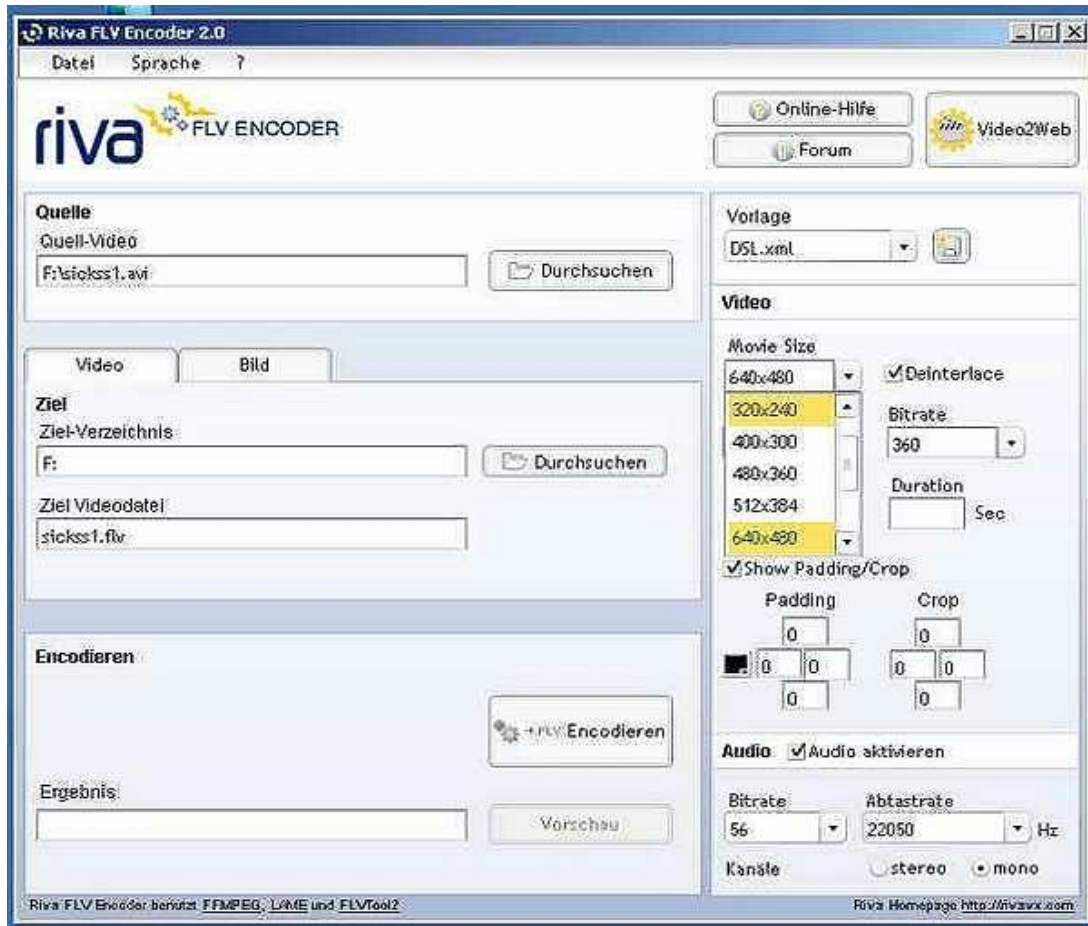 Riva FLV Encoder 2.0
Datei Sprache ?
riva FLV ENCODER
Online-Hilfe
Forum
Video2Web
Quelle
Quell-Video
F:\sickss1.avi
Durchsuchen
Video Bild
Ziel
Ziel-Verzeichnis
F:
Durchsuchen
Ziel Videodatei
sickss1.flv
Encodieren
→ FLV Encodieren
Ergebnis
Vorschau
Vorlage
DSL.xml
Video
Movie Size
640x480
Deinterlace
320x240
400x300
480x360
512x384
640x480
Bitrate
360
Duration
Sec
Show Padding/Crop
Padding Crop
0 0
0 0 0 0
0 0
Audio Audio aktivieren
Bitrate Abtastrate
56 22050 Hz
Kanäle stereo mono
Riva FLV Encoder benutzt FFMPEG, LAME und FLVTool2
Riva Homepage http://rivavx.com